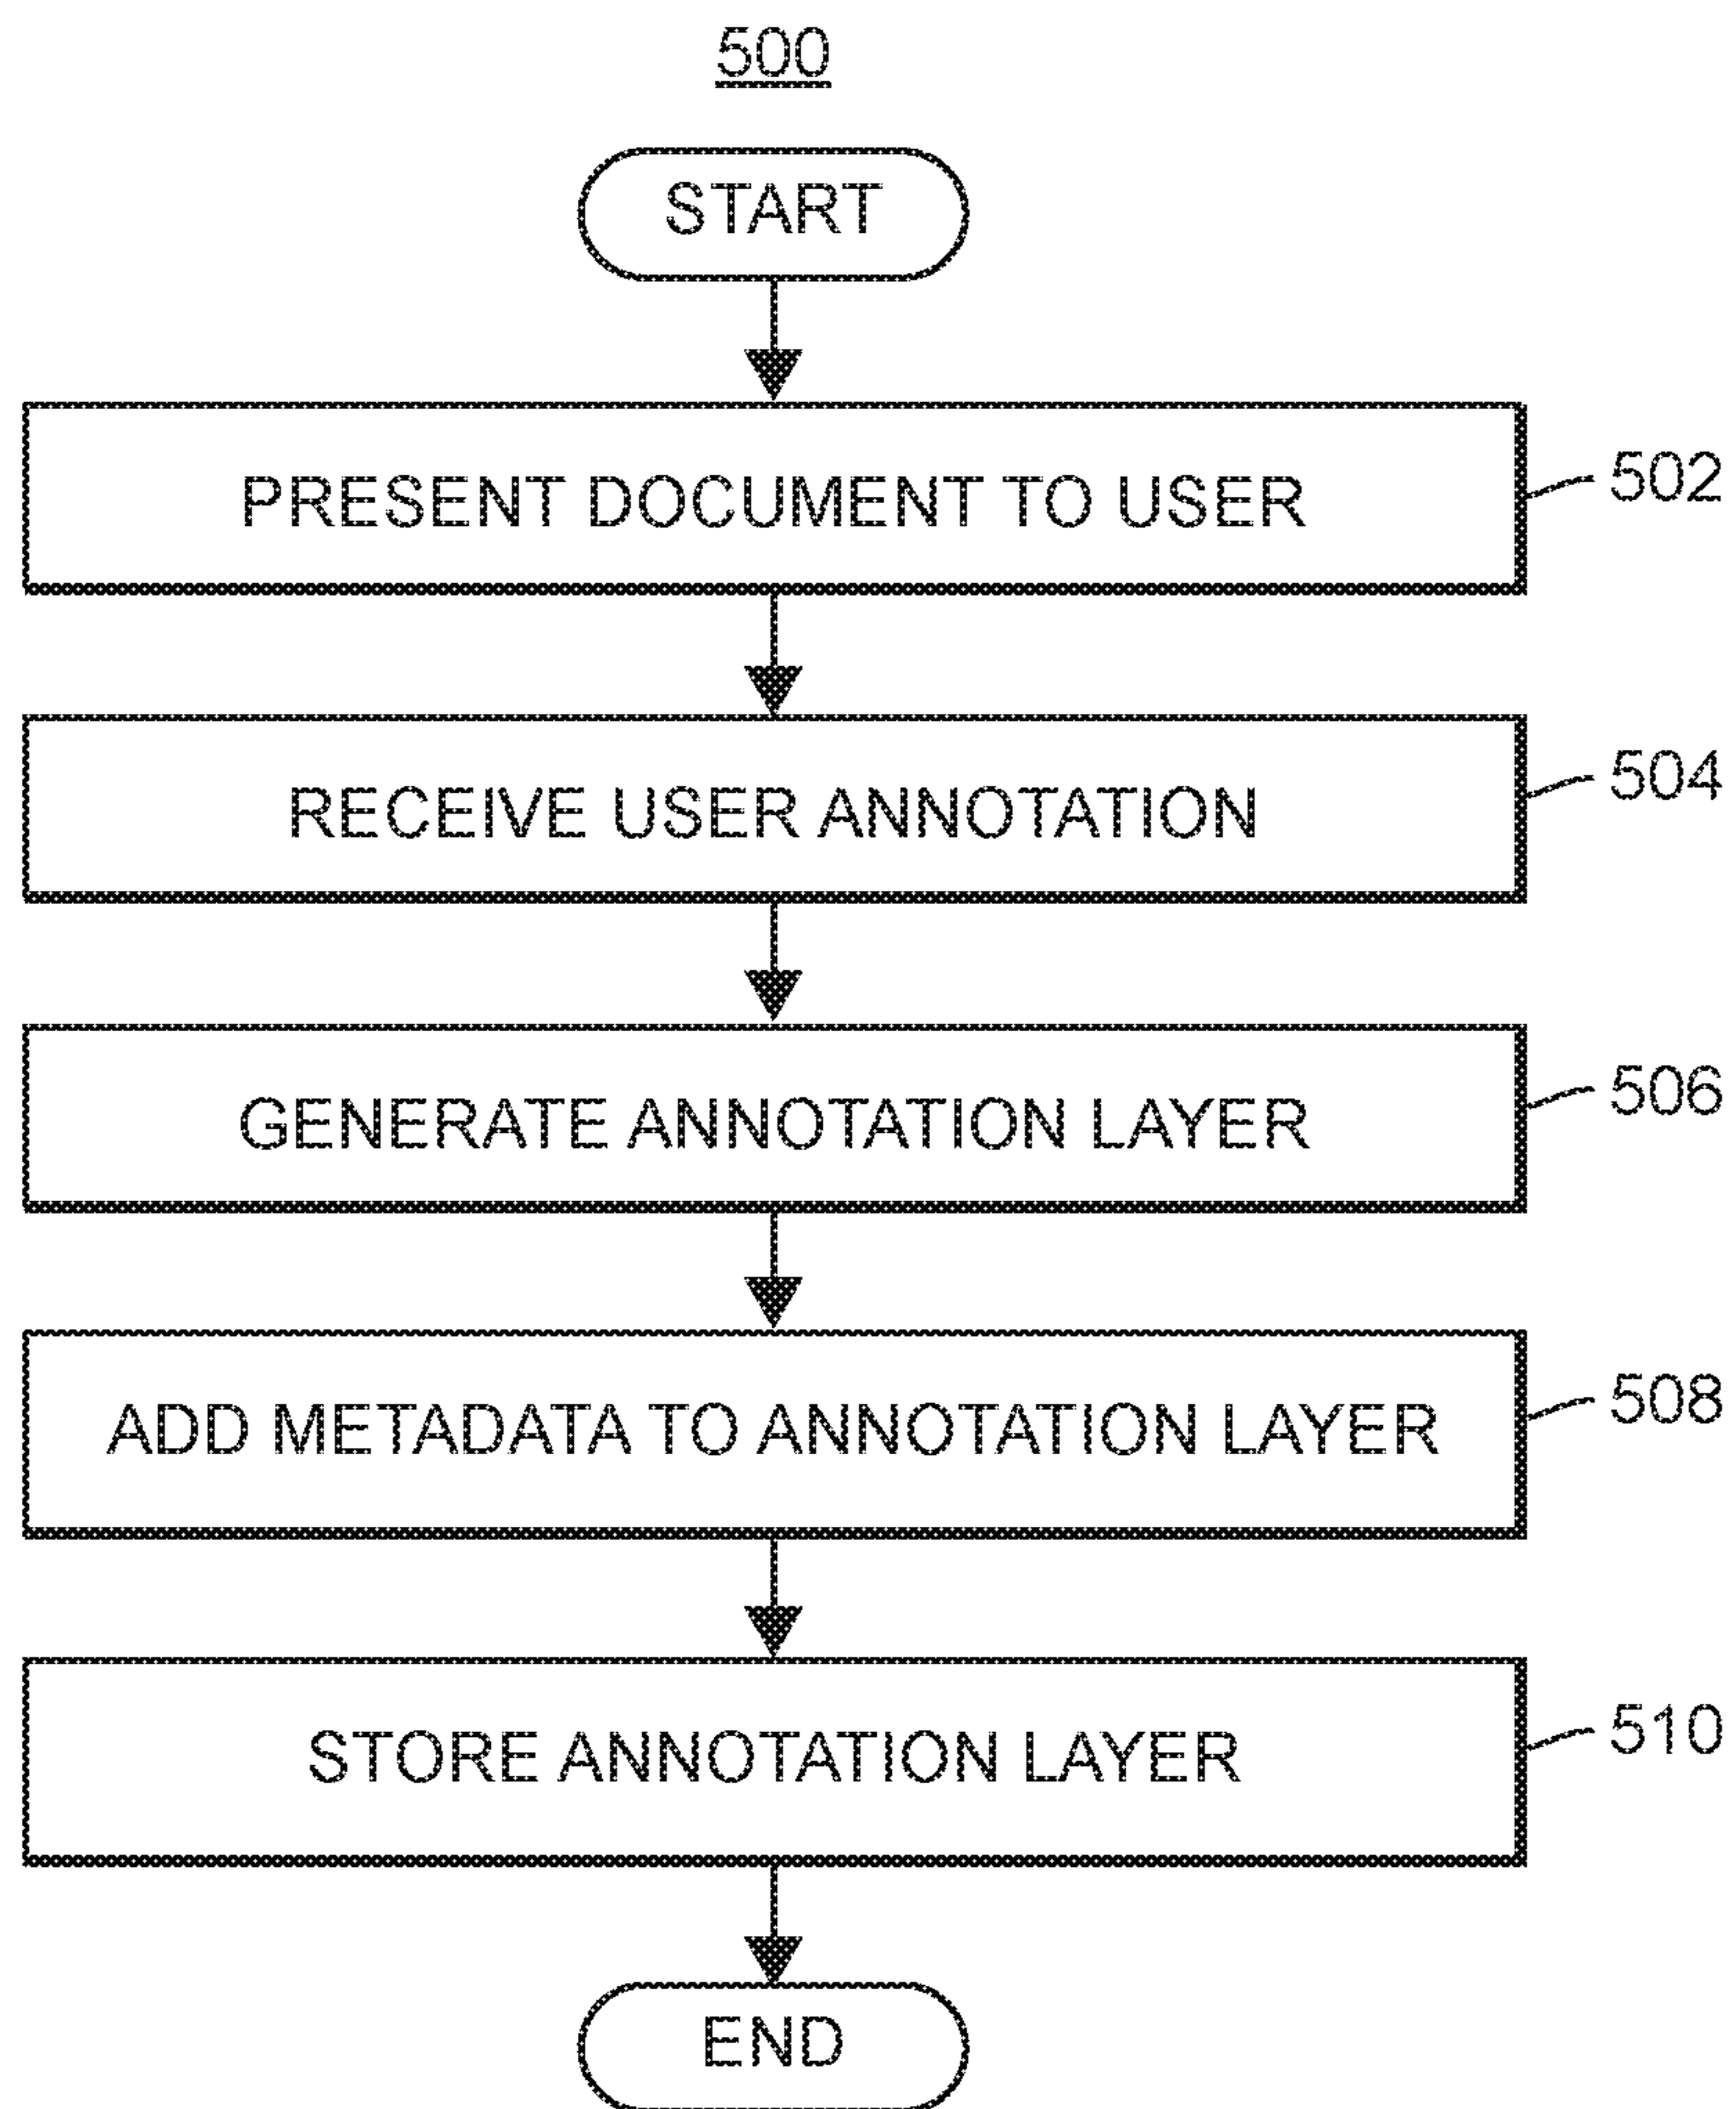 500
START
PRESENT DOCUMENT TO USER
502
RECEIVE USER ANNOTATION
504
GENERATE ANNOTATION LAYER
506
ADD METADATA TO ANNOTATION LAYER
508
STORE ANNOTATION LAYER
510
END